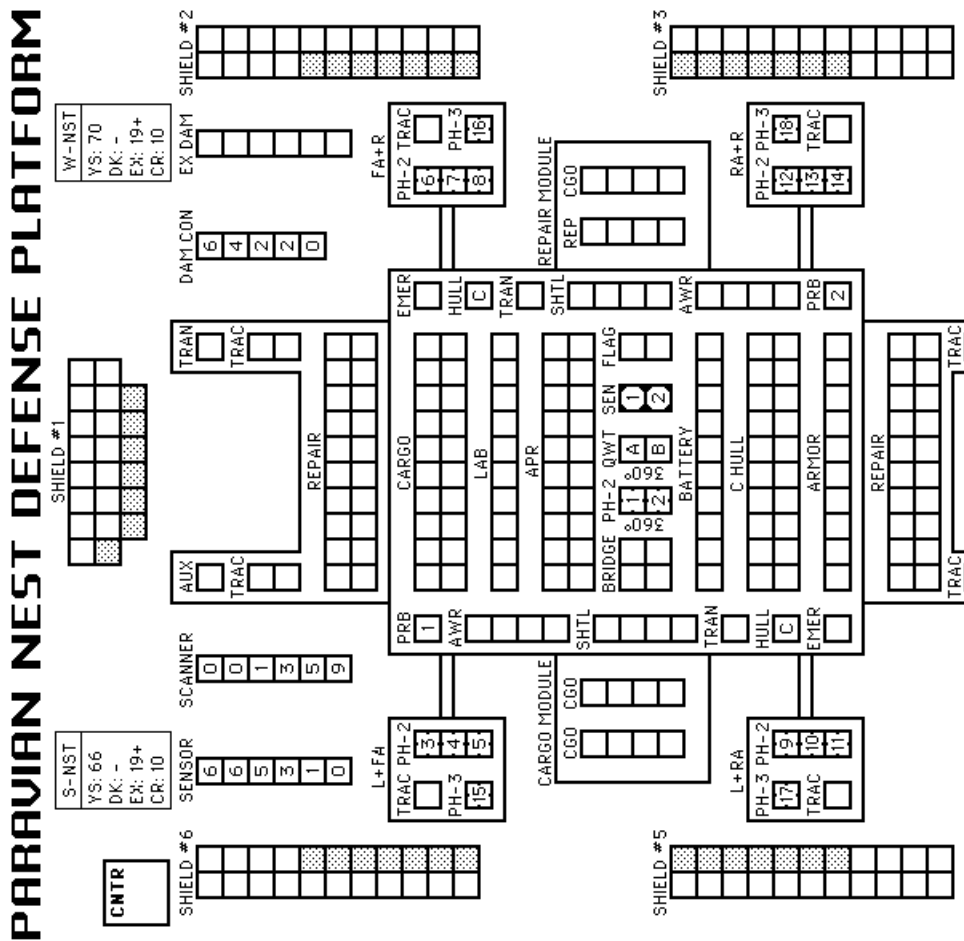 PARAVIAN NEST DEFENSE PLATFORM
CNTR
S-NST
YS: 66
DK: -
EX: 19+
CR: 10
W-NST
YS: 70
DK: -
EX: 19+
CR: 10
SHIELD #1
SHIELD #6
SENSOR
6
6
5
3
1
0
SCANNER
0
0
1
3
5
9
DAM CON
6
4
2
2
0
EX DAM
SHIELD #2
AUX
TRAC
TRAN
TRAC
REPAIR
L+FA
TRAC PH-2
PH-3
3
4
5
15
FA+R
PH-2 TRAC
PH-3
6
7
8
16
PRB
1
AWR
SHTL
TRAN
HULL
C
EMER
CARGO
LAB
APR
BRIDGE
PH-2
1
2
360°
QWT
A
B
360°
SEN
1
2
FLAG
BATTERY
C HULL
ARMOR
REPAIR
EMER
HULL
C
TRAN
SHTL
AWR
PRB
2
CARGO MODULE
CGO CGO
REPAIR MODULE
REP CGO
L+RA
PH-3 PH-2
17
9
10
11
TRAC
RA+R
PH-2 PH-3
12
13
14
18
TRAC
TRAC
TRAC
SHIELD #5
SHIELD #3